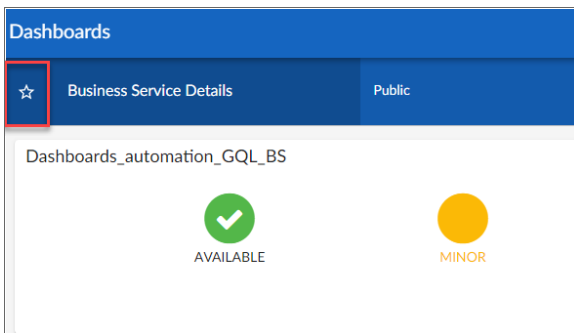 Dashboards
Business Service Details Public
Dashboards_automation_GQL_BS
AVAILABLE MINOR